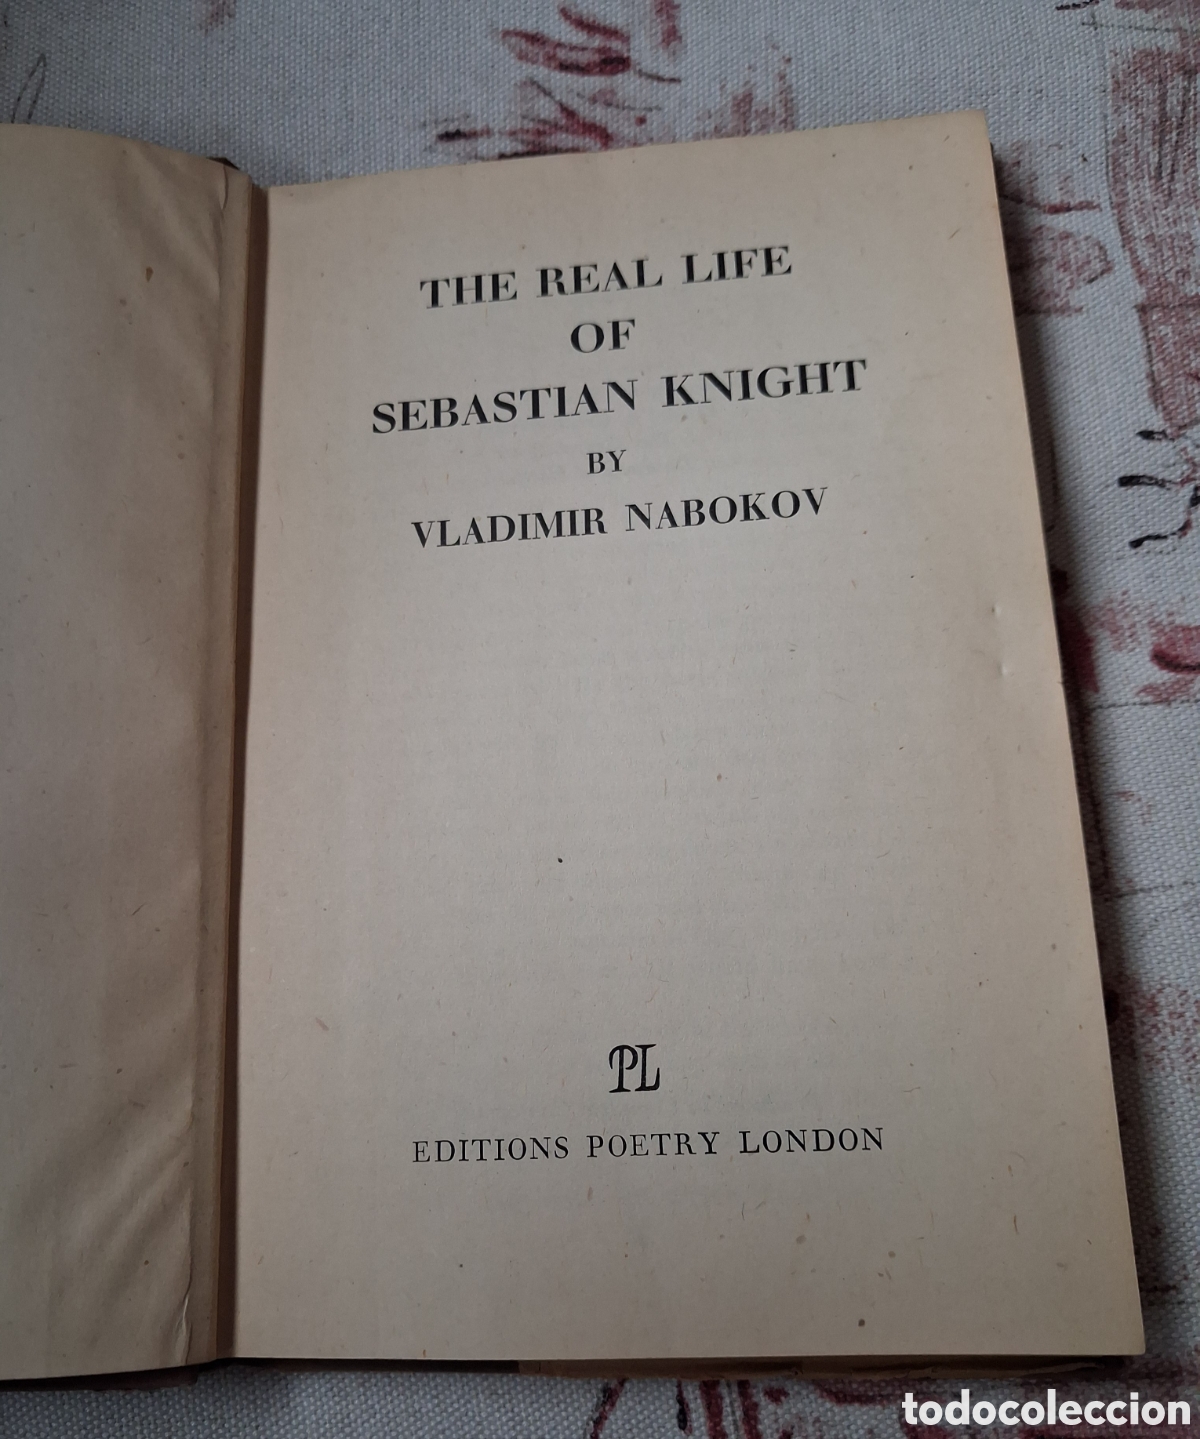 THE REAL LIFE
OF
SEBASTIAN KNIGHT
BY
VLADIMIR NABOKOV
PL
EDITIONS POETRY LONDON
todocoleccion